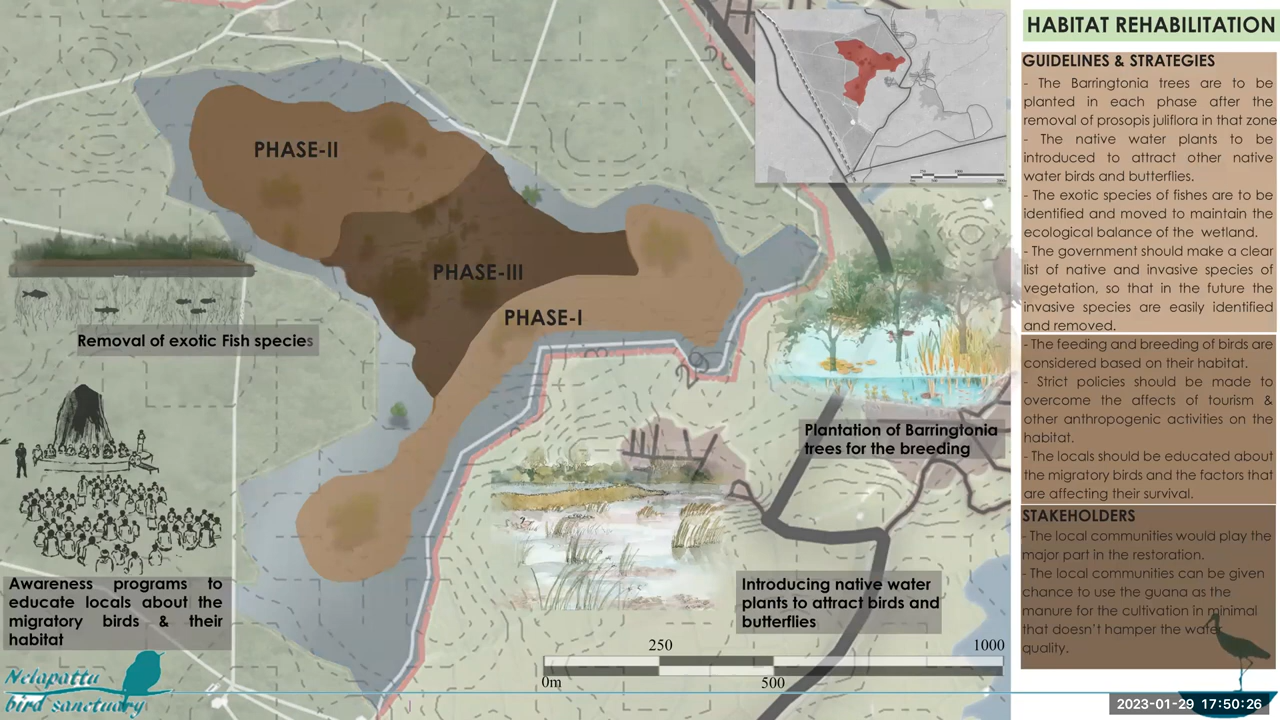 HABITAT REHABILITATION
GUIDELINES & STRATEGIES
- The Barringtonia trees are to be
planted in each phase after the
removal of prosopis juliflora in that zone
- The native water plants to be
introduced to attract other native
water birds and butterflies.
- The exotic species of fishes are to be
identified and moved to maintain the
ecological balance of the wetland.
- The government should make a clear
list of native and invasive species of
vegetation, so that in the future the
invasive species are easily identified
and removed.
- The feeding and breeding of birds are
considered based on their habitat.
- Strict policies should be made to
overcome the affects of tourism &
other anthropogenic activities on the
habitat.
- The locals should be educated about
the migratory birds and the factors that
are affecting their survival.
STAKEHOLDERS
- The local communities would play the
major part in the restoration.
- The local communities can be given
chance to use the guana as the
manure for the cultivation in minimal
that doesn't hamper the water
quality.
PHASE-II
PHASE-III
PHASE-I
Removal of exotic Fish species
Plantation of Barringtonia
trees for the breeding
Awareness programs to
educate locals about the
migratory birds & their
habitat
Introducing native water
plants to attract birds and
butterflies
250
1000
0m
500
Nelapattu
bird sanctuary
2023-01-29 17:50:26